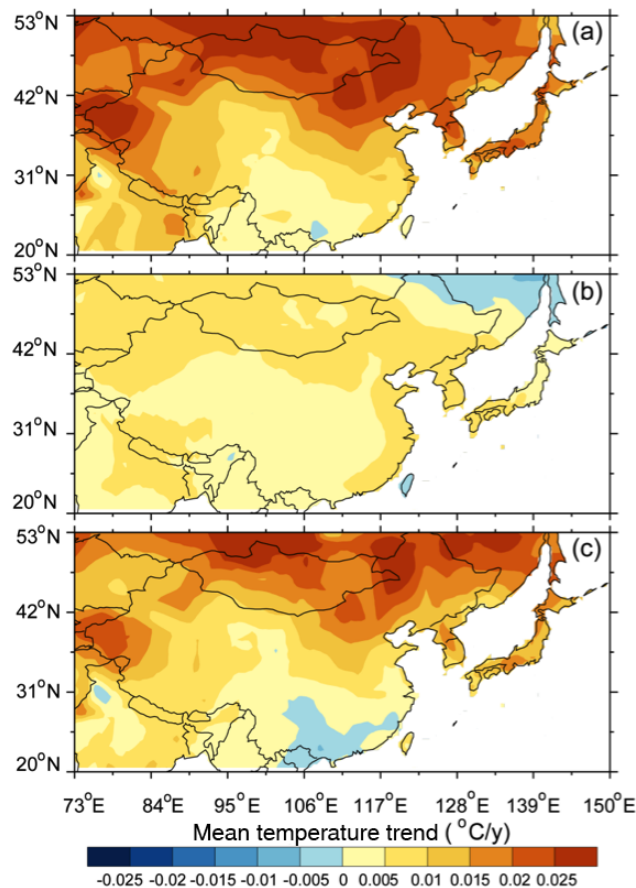 53°N
(a)
42°N
31°N
20°N
53°N
(b)
42°N
31°N
20°N
53°N
(c)
42°N
31°N
20°N
73°E 84°E 95°E 106°E 117°E 128°E 139°E 150°E
Mean temperature trend ( °C/y)
-0.025 -0.02 -0.015 -0.01 -0.005 0 0.005 0.01 0.015 0.02 0.025